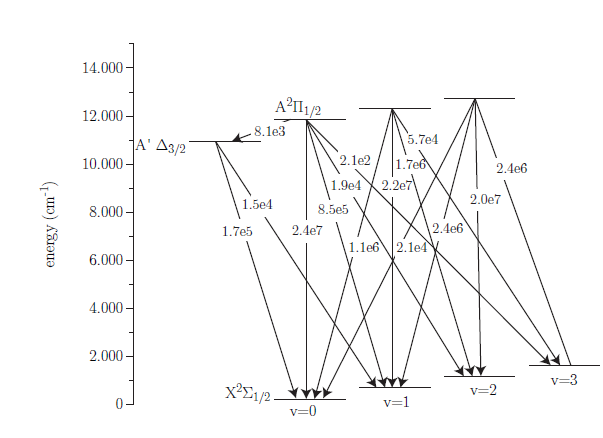 14.000
12.000
10.000
8.000
6.000
4.000
2.000
0
energy (cm⁻¹)
A²Π1/2
A' Δ3/2
8.1e3
5.7e4
2.1e2
1.7e6
2.4e6
1.9e4
2.2e7
1.5e4
8.5e5
2.0e7
1.7e5
2.4e7
2.4e6
1.1e6
2.1e4
X²Σ1/2
v=0
v=1
v=2
v=3